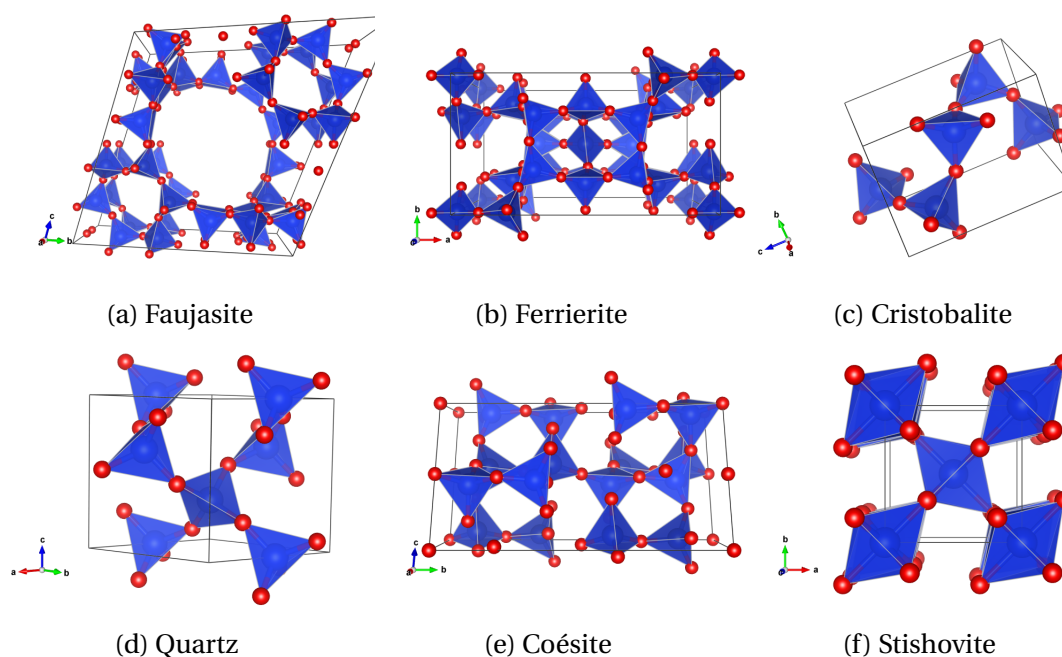 c
a
b
b
c
a
b
c
a
(a) Faujasite
(b) Ferrierite
(c) Cristobalite
c
a
b
c
a
b
b
a
(d) Quartz
(e) Coésite
(f) Stishovite